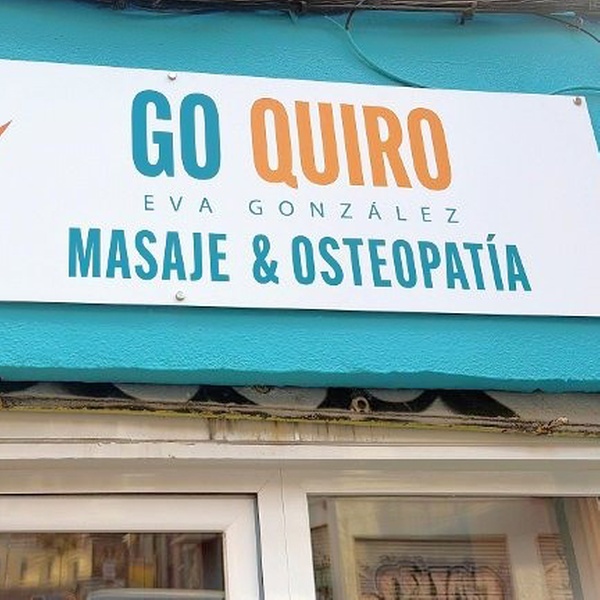 GO QUIRO
EVA GONZÁLEZ
MASAJE & OSTEOPATÍA